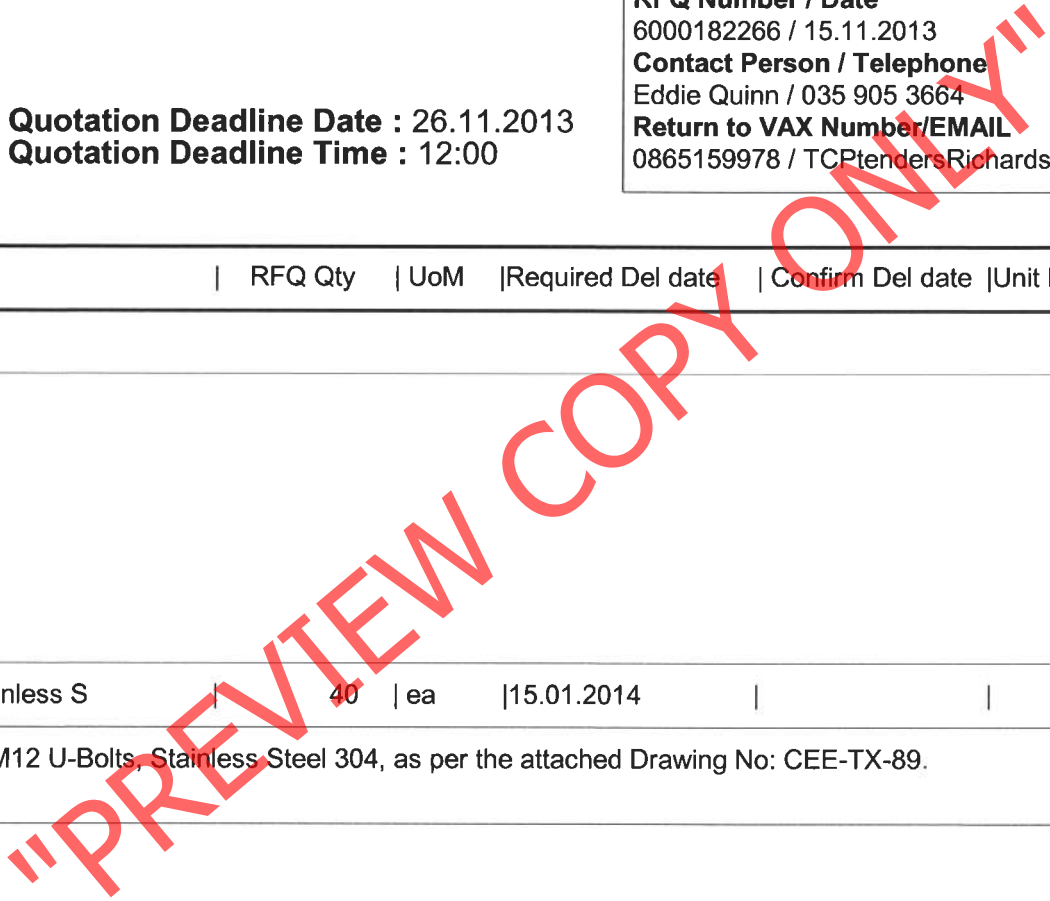 RFQ Number / Date
6000182266 / 15.11.2013
Contact Person / Telephone
Eddie Quinn / 035 905 3664
Quotation Deadline Date : 26.11.2013
Return to VAX Number/EMAIL
Quotation Deadline Time : 12:00
0865159978 / TCPtendersRichards
| RFQ Qty | UoM |Required Del date | Confirm Del date |Unit
nless S | 40 | ea |15.01.2014 | |
M12 U-Bolts, Stainless Steel 304, as per the attached Drawing No: CEE-TX-89.
"PREVIEW COPY ONLY"